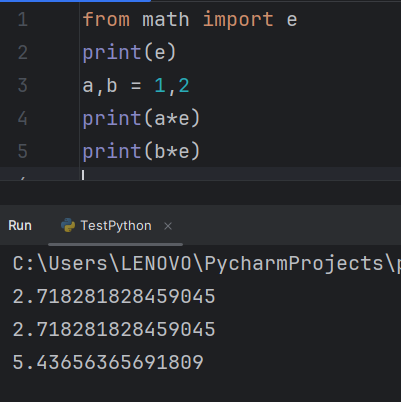 1 from math import e
2 print(e)
3 a,b = 1,2
4 print(a*e)
5 print(b*e)
Run TestPython ×
C:\Users\LENOVO\PycharmProjects\
2.718281828459045
2.718281828459045
5.43656365691809